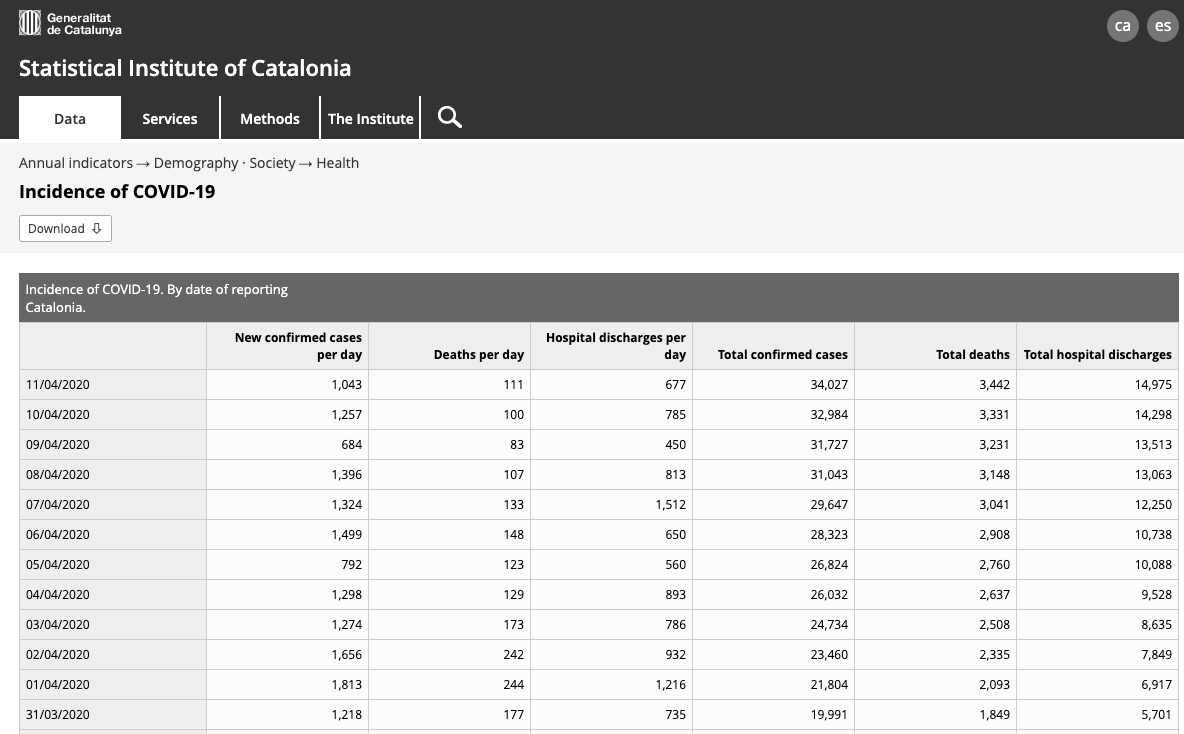 Generalitat
de Catalunya
ca es
Statistical Institute of Catalonia
Data Services Methods The Institute
Annual indicators → Demography · Society → Health
Incidence of COVID-19
Download ⇩
Incidence of COVID-19. By date of reporting
Catalonia.
New confirmed cases per day Deaths per day Hospital discharges per day Total confirmed cases Total deaths Total hospital discharges
11/04/2020 1,043 111 677 34,027 3,442 14,975
10/04/2020 1,257 100 785 32,984 3,331 14,298
09/04/2020 684 83 450 31,727 3,231 13,513
08/04/2020 1,396 107 813 31,043 3,148 13,063
07/04/2020 1,324 133 1,512 29,647 3,041 12,250
06/04/2020 1,499 148 650 28,323 2,908 10,738
05/04/2020 792 123 560 26,824 2,760 10,088
04/04/2020 1,298 129 893 26,032 2,637 9,528
03/04/2020 1,274 173 786 24,734 2,508 8,635
02/04/2020 1,656 242 932 23,460 2,335 7,849
01/04/2020 1,813 244 1,216 21,804 2,093 6,917
31/03/2020 1,218 177 735 19,991 1,849 5,701